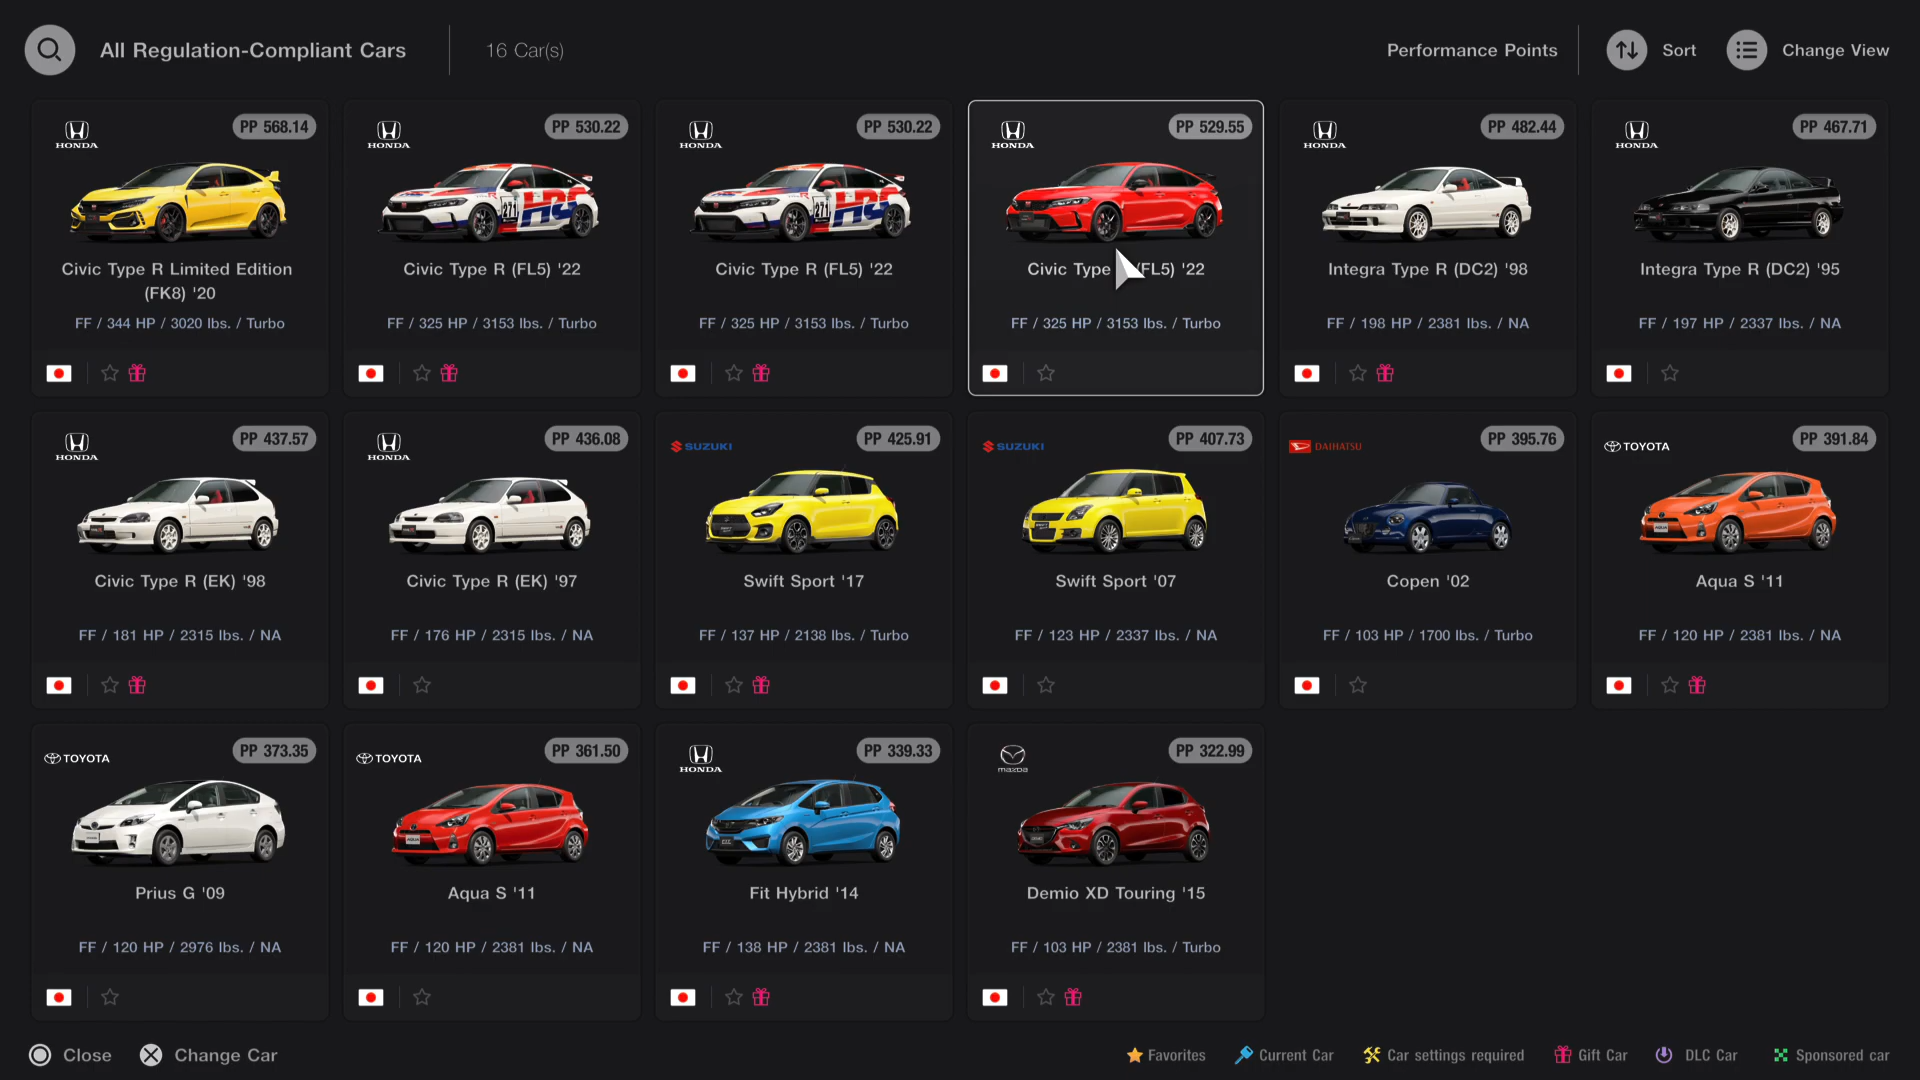 All Regulation-Compliant Cars
16 Car(s)
Performance Points
Sort
Change View
HONDA
PP 568.14
Civic Type R Limited Edition
(FK8) '20
FF / 344 HP / 3020 lbs. / Turbo
HONDA
PP 530.22
Civic Type R (FL5) '22
FF / 325 HP / 3153 lbs. / Turbo
HONDA
PP 530.22
Civic Type R (FL5) '22
FF / 325 HP / 3153 lbs. / Turbo
HONDA
PP 529.55
Civic Type (FL5) '22
FF / 325 HP / 3153 lbs. / Turbo
HONDA
PP 482.44
Integra Type R (DC2) '98
FF / 198 HP / 2381 lbs. / NA
HONDA
PP 467.71
Integra Type R (DC2) '95
FF / 197 HP / 2337 lbs. / NA
HONDA
PP 437.57
Civic Type R (EK) '98
FF / 181 HP / 2315 lbs. / NA
HONDA
PP 436.08
Civic Type R (EK) '97
FF / 176 HP / 2315 lbs. / NA
SUZUKI
PP 425.91
Swift Sport '17
FF / 137 HP / 2138 lbs. / Turbo
SUZUKI
PP 407.73
Swift Sport '07
FF / 123 HP / 2337 lbs. / NA
DAIHATSU
PP 395.76
Copen '02
FF / 103 HP / 1700 lbs. / Turbo
TOYOTA
PP 391.84
AQUA
Aqua S '11
FF / 120 HP / 2381 lbs. / NA
TOYOTA
PP 373.35
Prius G '09
FF / 120 HP / 2976 lbs. / NA
TOYOTA
PP 361.50
AQUA
Aqua S '11
FF / 120 HP / 2381 lbs. / NA
HONDA
PP 339.33
Fit Hybrid '14
FF / 138 HP / 2381 lbs. / NA
mazda
PP 322.99
Demio XD Touring '15
FF / 103 HP / 2381 lbs. / Turbo
Close
Change Car
Favorites
Current Car
Car settings required
Gift Car
DLC Car
Sponsored car